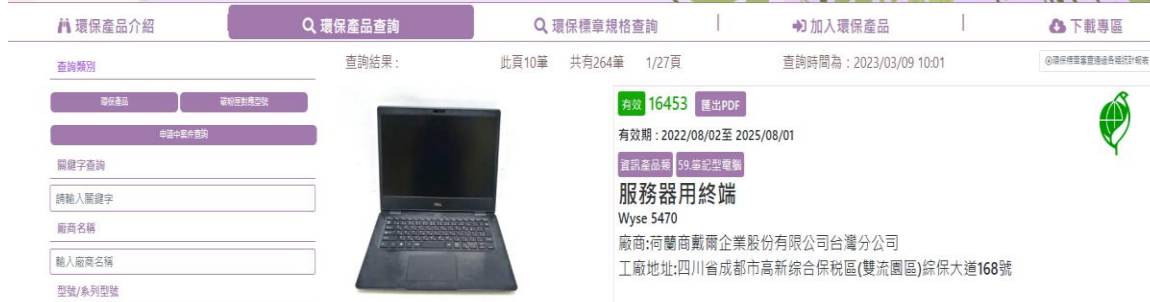 環保產品介紹
環保產品查詢
環保標章規格查詢
加入環保產品
下載專區
查詢類別
環保產品
碳粉匣對應型號
申請中案件查詢
關鍵字查詢
請輸入關鍵字
廠商名稱
輸入廠商名稱
型號/系列型號
查詢結果: 此頁10筆 共有264筆 1/27頁 查詢時間為:2023/03/09 10:01
有效 16453 匯出PDF
有效期:2022/08/02至 2025/08/01
資訊產品類 59.筆記型電腦
服務器用終端
Wyse 5470
廠商:荷蘭商戴爾企業股份有限公司台灣分公司
工廠地址:四川省成都市高新綜合保稅區(雙流園區)綜保大道168號